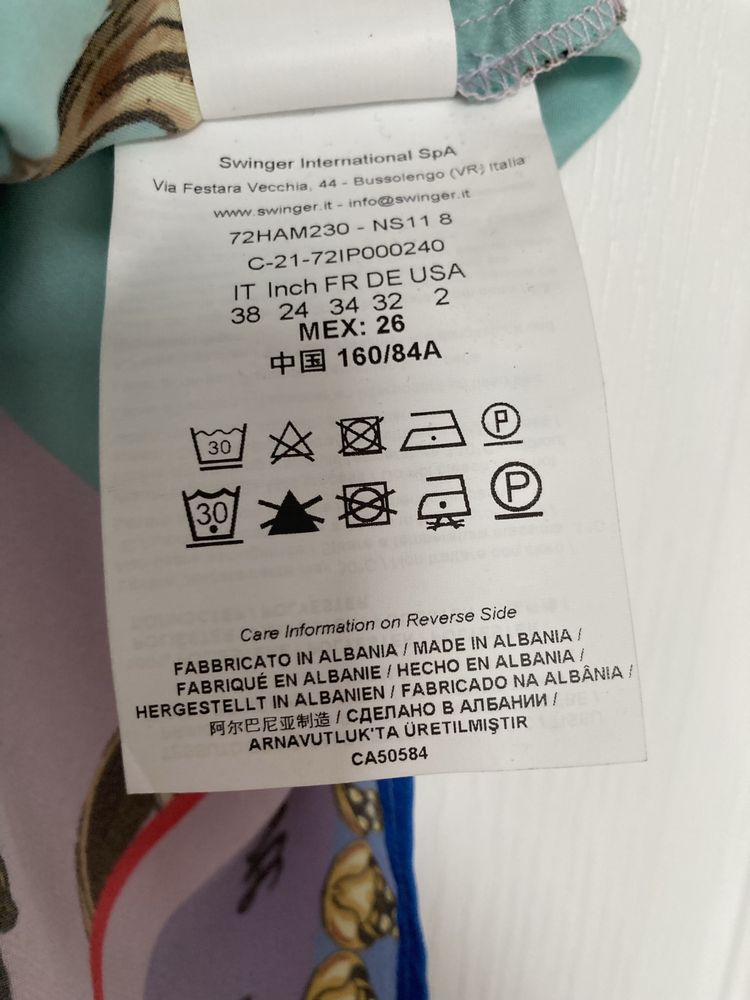 Swinger International SpA
Via Festara Vecchia, 44 - Bussolengo (VR) Italia
www.swinger.it - info@swinger.it
72HAM230 - NS11 8
C-21-72IP000240
IT Inch FR DE USA
38 24 34 32 2
MEX: 26
中国 160/84A
30 P
30 P
Care Information on Reverse Side
FABBRICATO IN ALBANIA / MADE IN ALBANIA /
FABRIQUÉ EN ALBANIE / HECHO EN ALBANIA /
HERGESTELLT IN ALBANIEN / FABRICADO NA ALBÂNIA /
阿尔巴尼亚制造 / СДЕЛАНО В АЛБАНИИ /
ARNAVUTLUK'TA ÜRETILMIŞTIR
CA50584